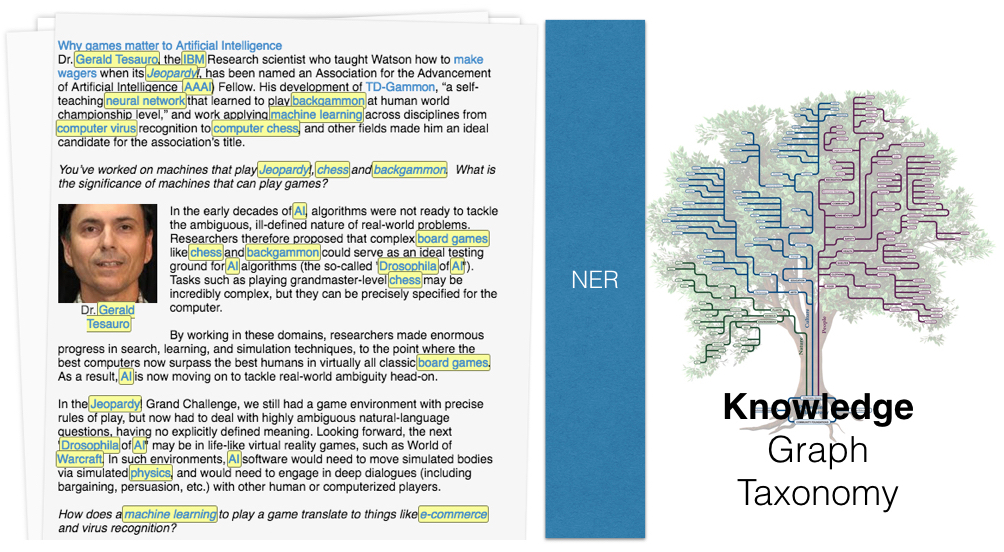 Why games matter to Artificial Intelligence
Dr. Gerald Tesauro, the IBM Research scientist who taught Watson how to make
wagers when its Jeopardy!, has been named an Association for the Advancement
of Artificial Intelligence AAAI) Fellow. His development of TD-Gammon, “a self-
teaching neural network that learned to play backgammon at human world
championship level,” and work applying machine learning across disciplines from
computer virus recognition to computer chess, and other fields made him an ideal
candidate for the association's title.
You've worked on machines that play Jeopardy!, chess and backgammon. What is
the significance of machines that can play games?
In the early decades of AI, algorithms were not ready to tackle
the ambiguous, ill-defined nature of real-world problems.
Researchers therefore proposed that complex board games
like chess and backgammon could serve as an ideal testing
ground for AI algorithms (the so-called 'Drosophila of AI').
Tasks such as playing grandmaster-level chess may be
incredibly complex, but they can be precisely specified for the
computer.
Dr. Gerald
Tesauro
By working in these domains, researchers made enormous
progress in search, learning, and simulation techniques, to the point where the
best computers now surpass the best humans in virtually all classic board games.
As a result, AI is now moving on to tackle real-world ambiguity head-on.
In the Jeopardy! Grand Challenge, we still had a game environment with precise
rules of play, but now had to deal with highly ambiguous natural-language
questions, having no explicitly defined meaning. Looking forward, the next
'Drosophila of AI" may be in life-like virtual reality games, such as World of
Warcraft. In such environments, AI software would need to move simulated bodies
via simulated physics, and would need to engage in deep dialogues (including
bargaining, persuasion, etc.) with other human or computerized players.
How does a machine learning to play a game translate to things like e-commerce
and virus recognition?
NER
Culture
People
Nature
Knowledge
Graph
Taxonomy